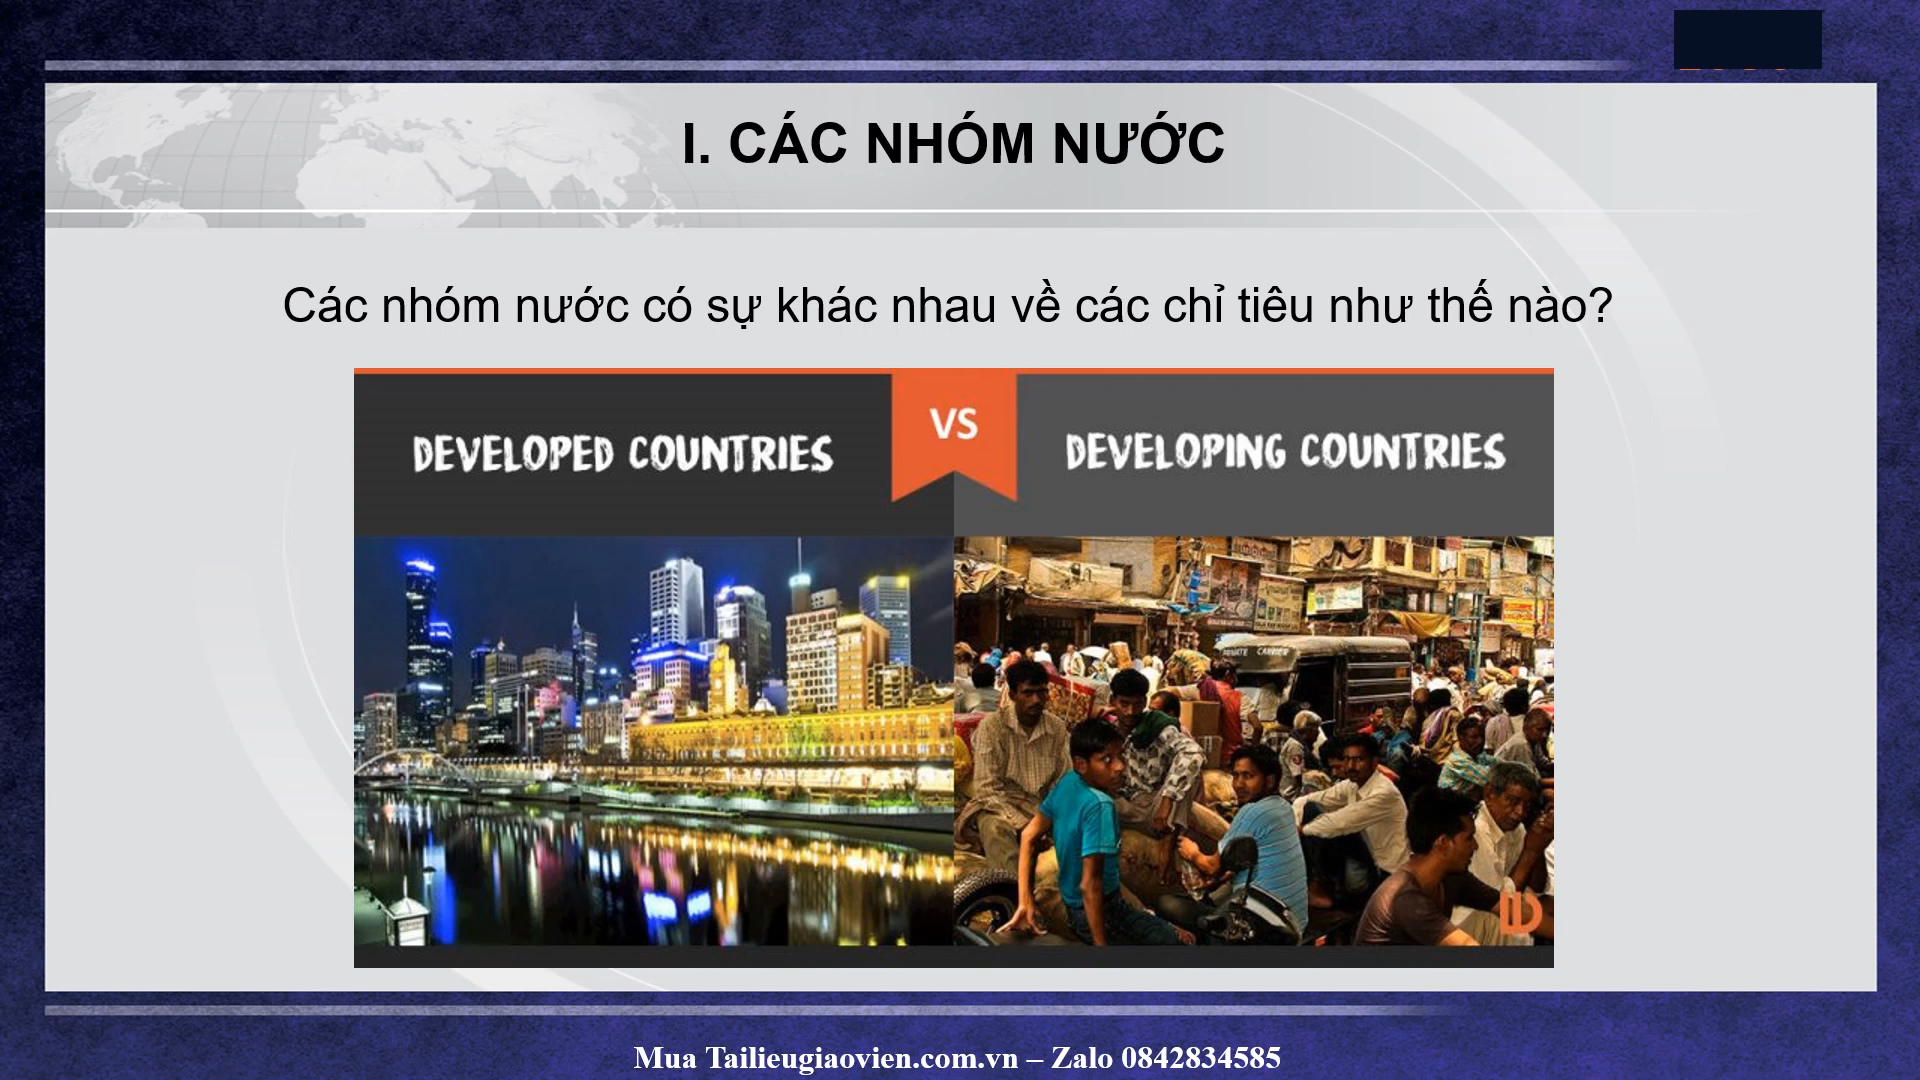 I. CÁC NHÓM NƯỚC
Các nhóm nước có sự khác nhau về các chỉ tiêu như thế nào?
DEVELOPED COUNTRIES
VS
DEVELOPING COUNTRIES
Mua Tailieugiaovien.com.vn – Zalo 0842834585